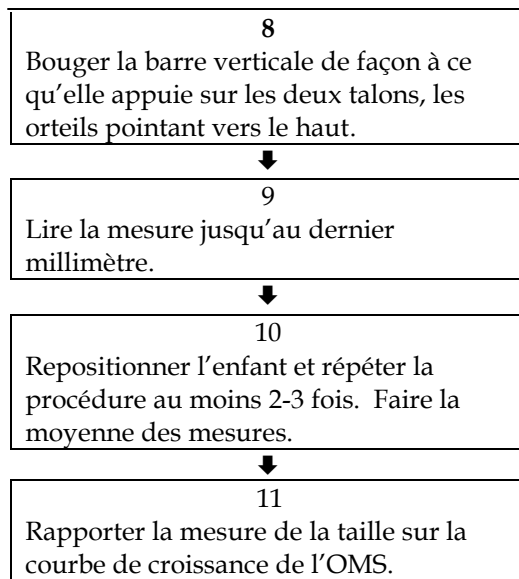 8
Bouger la barre verticale de façon à ce
qu’elle appuie sur les deux talons, les
orteils pointant vers le haut.
9
Lire la mesure jusqu’au dernier
millimètre.
10
Repositionner l’enfant et répéter la
procédure au moins 2-3 fois.  Faire la
moyenne des mesures.
11
Rapporter la mesure de la taille sur la
courbe de croissance de l’OMS.